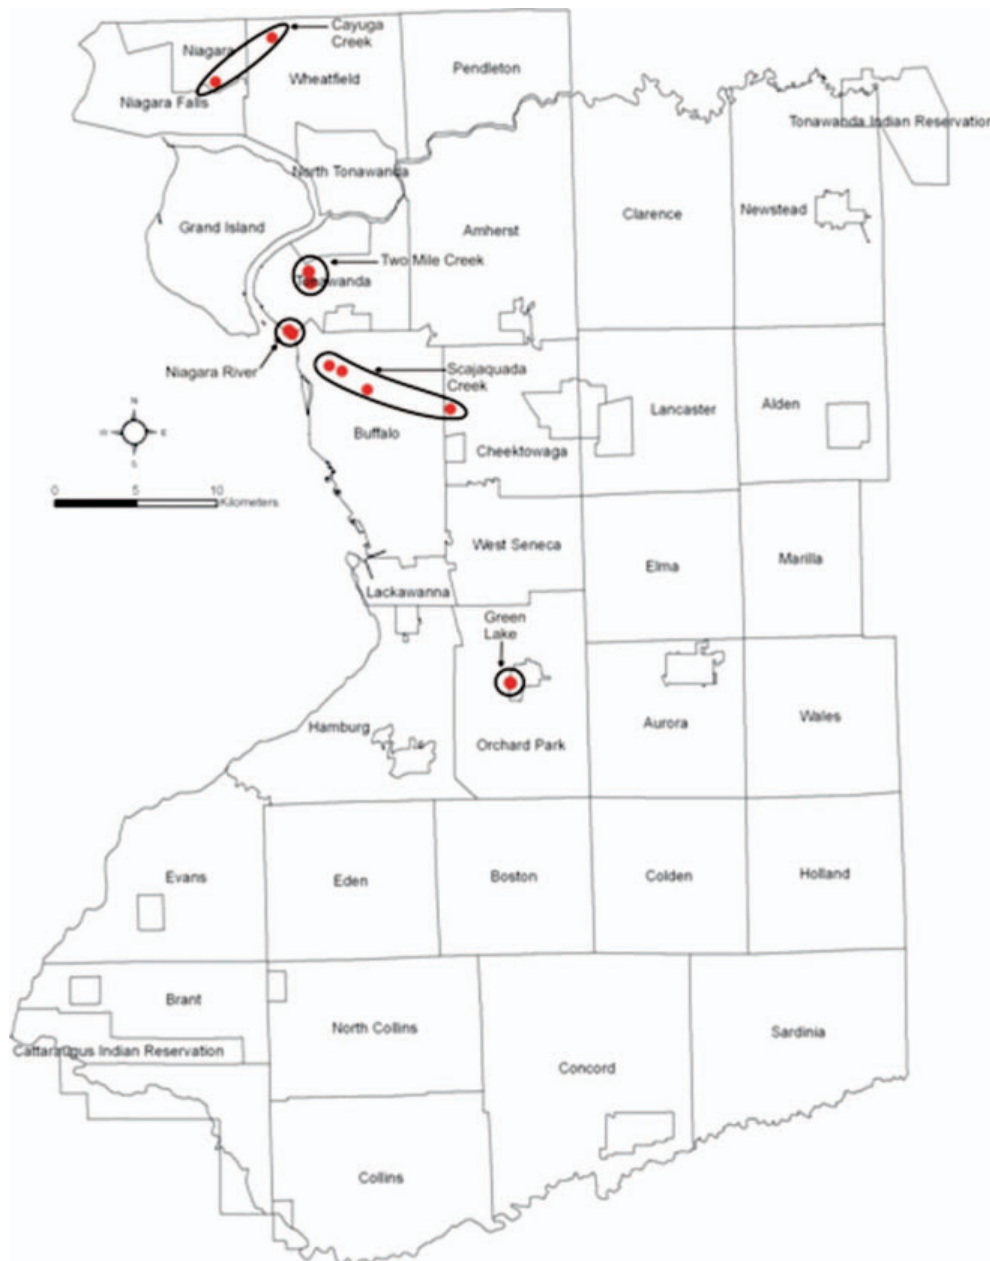 Cayuga
Creek
Niagara
Wheatfield
Pendleton
Niagara Falls
Tonawanda Indian Reservation
North Tonawanda
Grand Island
Clarence
Newstead
Amherst
Two Mile Creek
Tonawanda
Niagara River
Scajaquada
Creek
Lancaster
Alden
N
W
E
S
Buffalo
Cheektowaga
0
10
Kilometers
West Seneca
Elma
Marilla
Lackawanna
Green
Lake
Hamburg
Orchard Park
Aurora
Wales
Evans
Eden
Boston
Colden
Holland
Brant
North Collins
Sardinia
Cattaraugus Indian Reservation
Concord
Collins